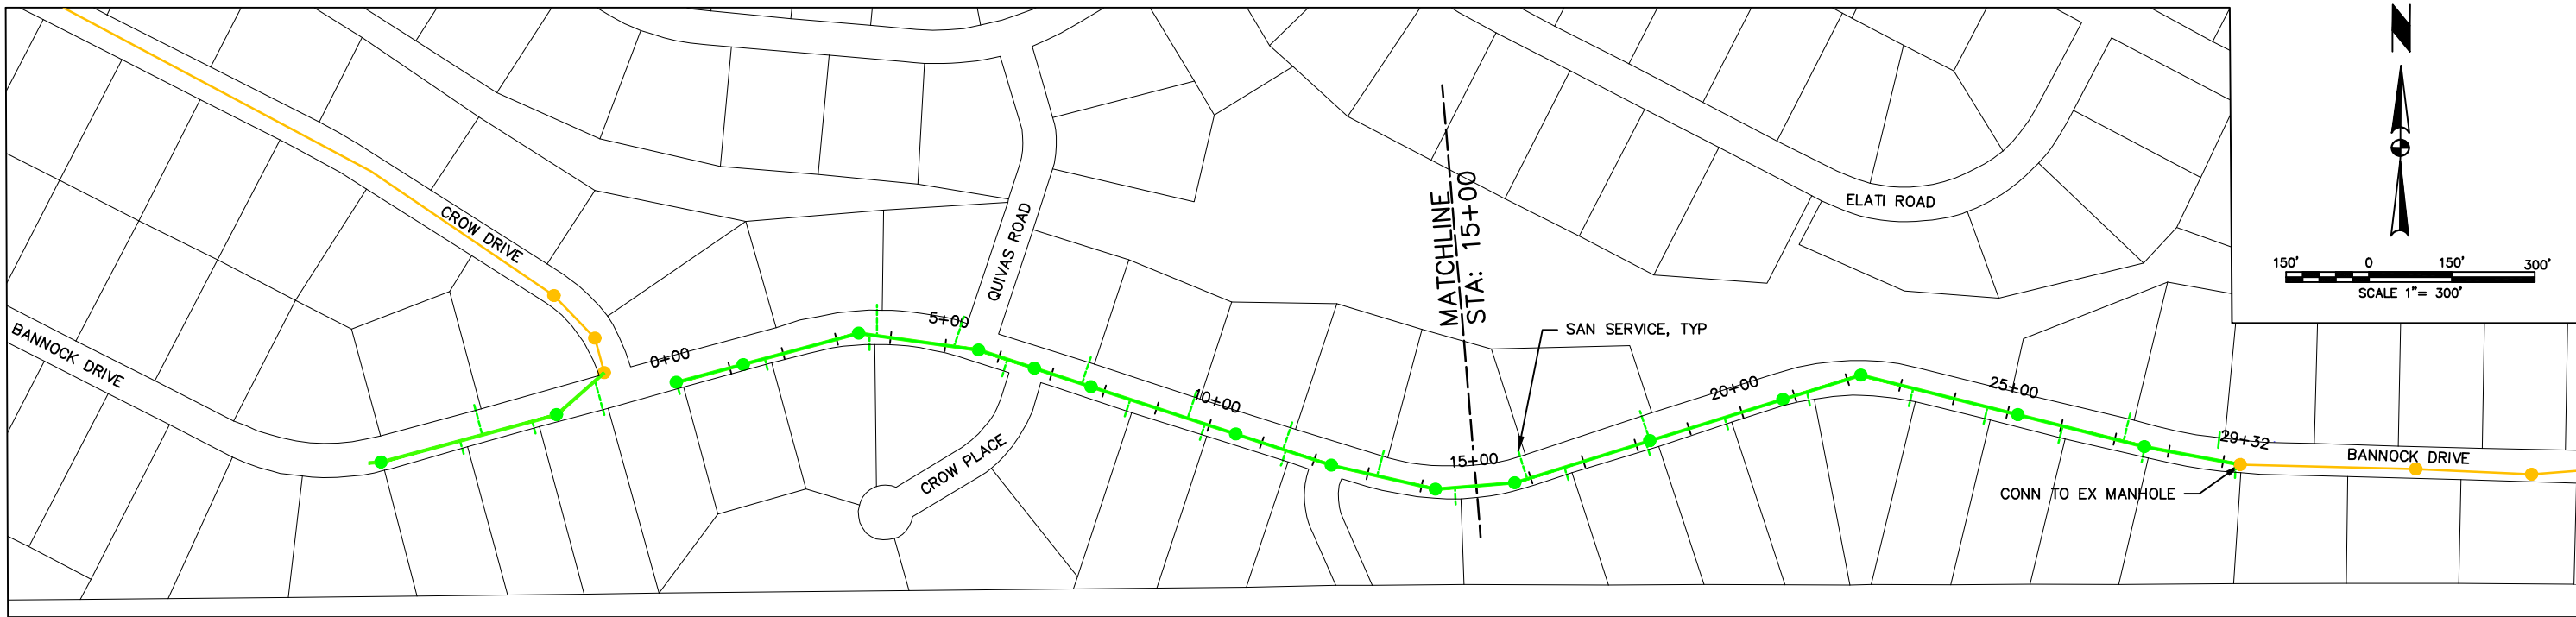 CROW DRIVE
BANNOCK DRIVE
0+00
5+00
QUIVAS ROAD
CROW PLACE
10+00
MATCHLINE
STA: 15+00
15+00
SAN SERVICE, TYP
ELATI ROAD
20+00
25+00
29+32
CONN TO EX MANHOLE
BANNOCK DRIVE
N
150' 0 150' 300'
SCALE 1"= 300'